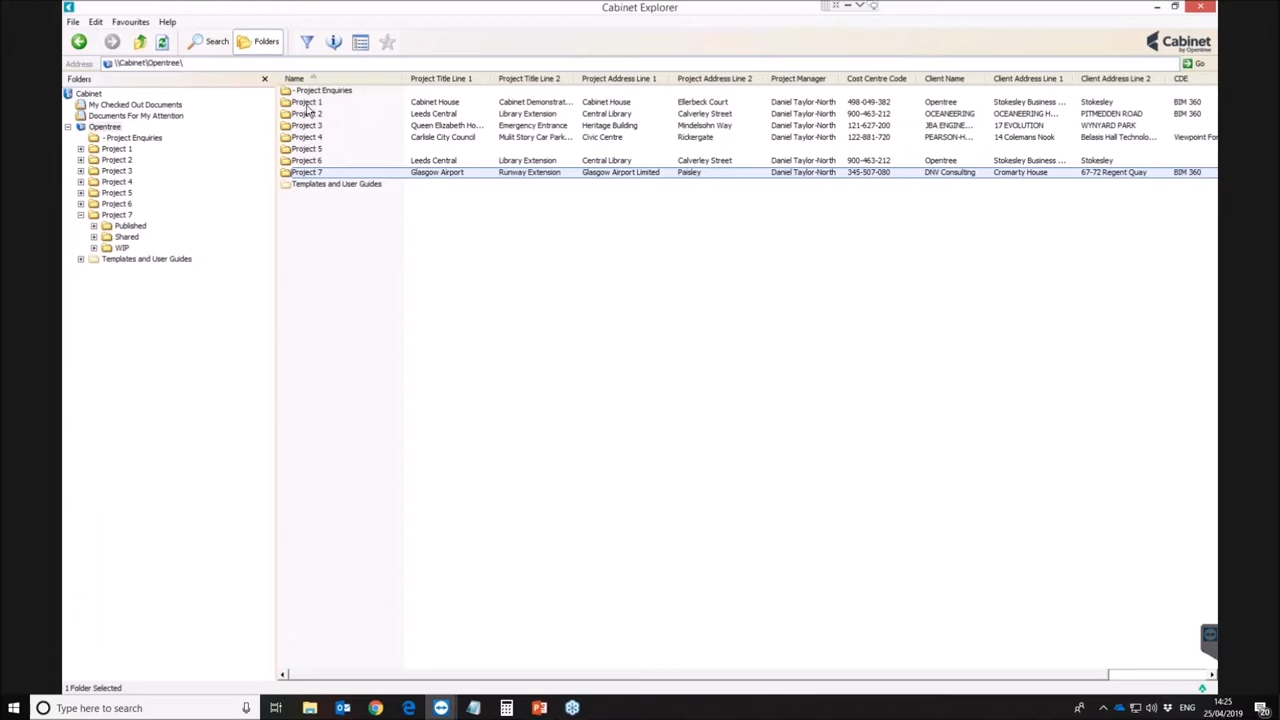 Cabinet Explorer
File Edit Favourites Help
Search Folders
Cabinet
by Opentree
Address \\Cabinet\Opentree\ Go
Folders
Cabinet
My Checked Out Documents
Documents For My Attention
Opentree
- Project Enquiries
Project 1
Project 2
Project 3
Project 4
Project 5
Project 6
Project 7
Published
Shared
WIP
Templates and User Guides
Name Project Title Line 1 Project Title Line 2 Project Address Line 1 Project Address Line 2 Project Manager Cost Centre Code Client Name Client Address Line 1 Client Address Line 2 CDE
- Project Enquiries
Project 1 Cabinet House Cabinet Demonstrat... Cabinet House Ellerbeck Court Daniel Taylor-North 498-049-382 Opentree Stokesley Business ... Stokesley BIM 360
Project 2 Leeds Central Library Extension Central Library Calverley Street Daniel Taylor-North 900-463-212 OCEANEERING OCEANEERING H... PITMEDDEN ROAD BIM 360
Project 3 Queen Elizabeth Ho... Emergency Entrance Heritage Building Mindelsohn Way Daniel Taylor-North 121-627-200 JBA ENGINE... 17 EVOLUTION WYNYARD PARK BIM 360
Project 4 Carlisle City Council Mulit Story Car Park... Civic Centre Rickergate Daniel Taylor-North 122-881-720 PEARSON-H... 14 Colomens Nook Belasis Hall Technolo... Viewpoint For
Project 5
Project 6 Leeds Central Library Extension Central Library Calverley Street Daniel Taylor-North 900-463-212 Opentree Stokesley Business ... Stokesley
Project 7 Glasgow Airport Runway Extension Glasgow Airport Limited Paisley Daniel Taylor-North 345-507-080 DNV Consulting Cromarty House 67-72 Regent Quay BIM 360
Templates and User Guides
1 Folder Selected
Type here to search
ENG
14:25
25/04/2019
20